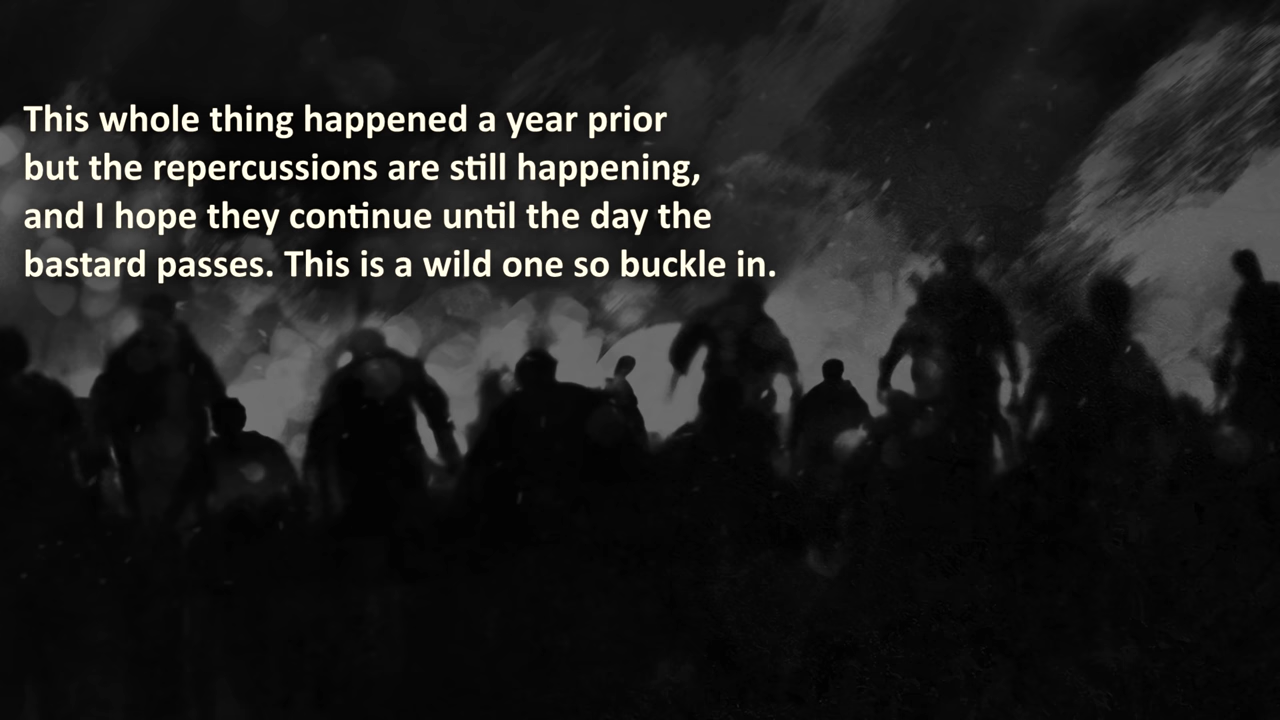 This whole thing happened a year prior
but the repercussions are still happening,
and I hope they continue until the day the
bastard passes. This is a wild one so buckle in.